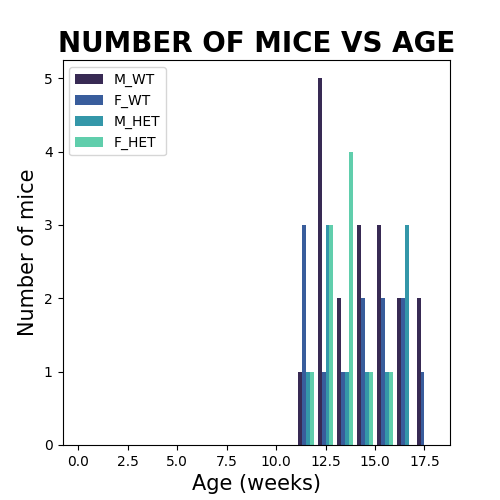 NUMBER OF MICE VS AGE
M_WT
F_WT
M_HET
F_HET
Number of mice
5
4
3
2
1
0
0.0 2.5 5.0 7.5 10.0 12.5 15.0 17.5
Age (weeks)